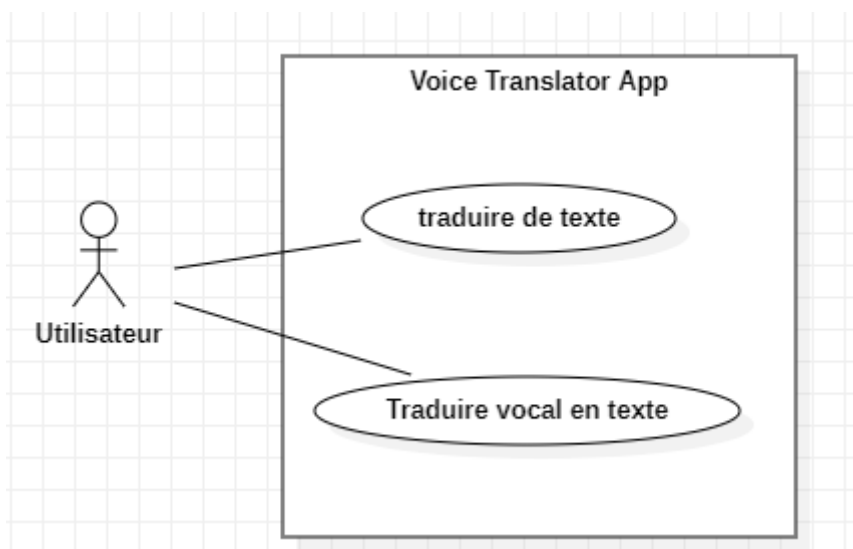 Voice Translator App
traduire de texte
Utilisateur
Traduire vocal en texte